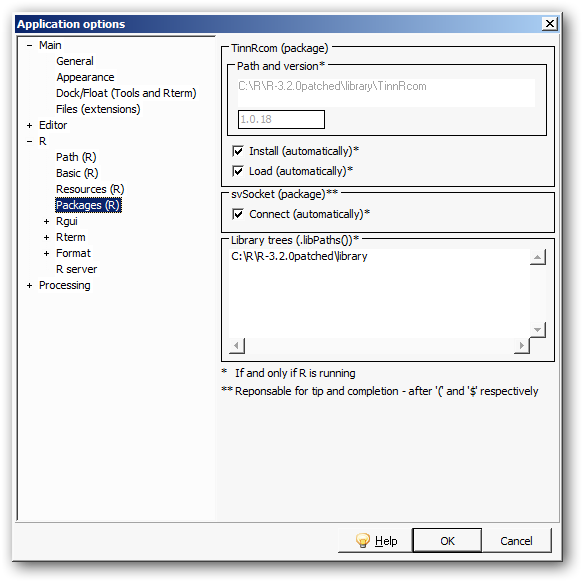 Application options
− Main
General
Appearance
Dock/Float (Tools and Rterm)
Files (extensions)
+ Editor
− R
Path (R)
Basic (R)
Resources (R)
Packages (R)
+ Rgui
+ Rterm
+ Format
R server
+ Processing
TinnRcom (package)
Path and version*
C:\R\R-3.2.0patched\library\TinnRcom
1.0.18
Install (automatically)*
Load (automatically)*
svSocket (package)**
Connect (automatically)*
Library trees (.libPaths())*
C:\R\R-3.2.0patched\library
* If and only if R is running
** Reponsable for tip and completion - after '(' and '$' respectively
Help
OK
Cancel